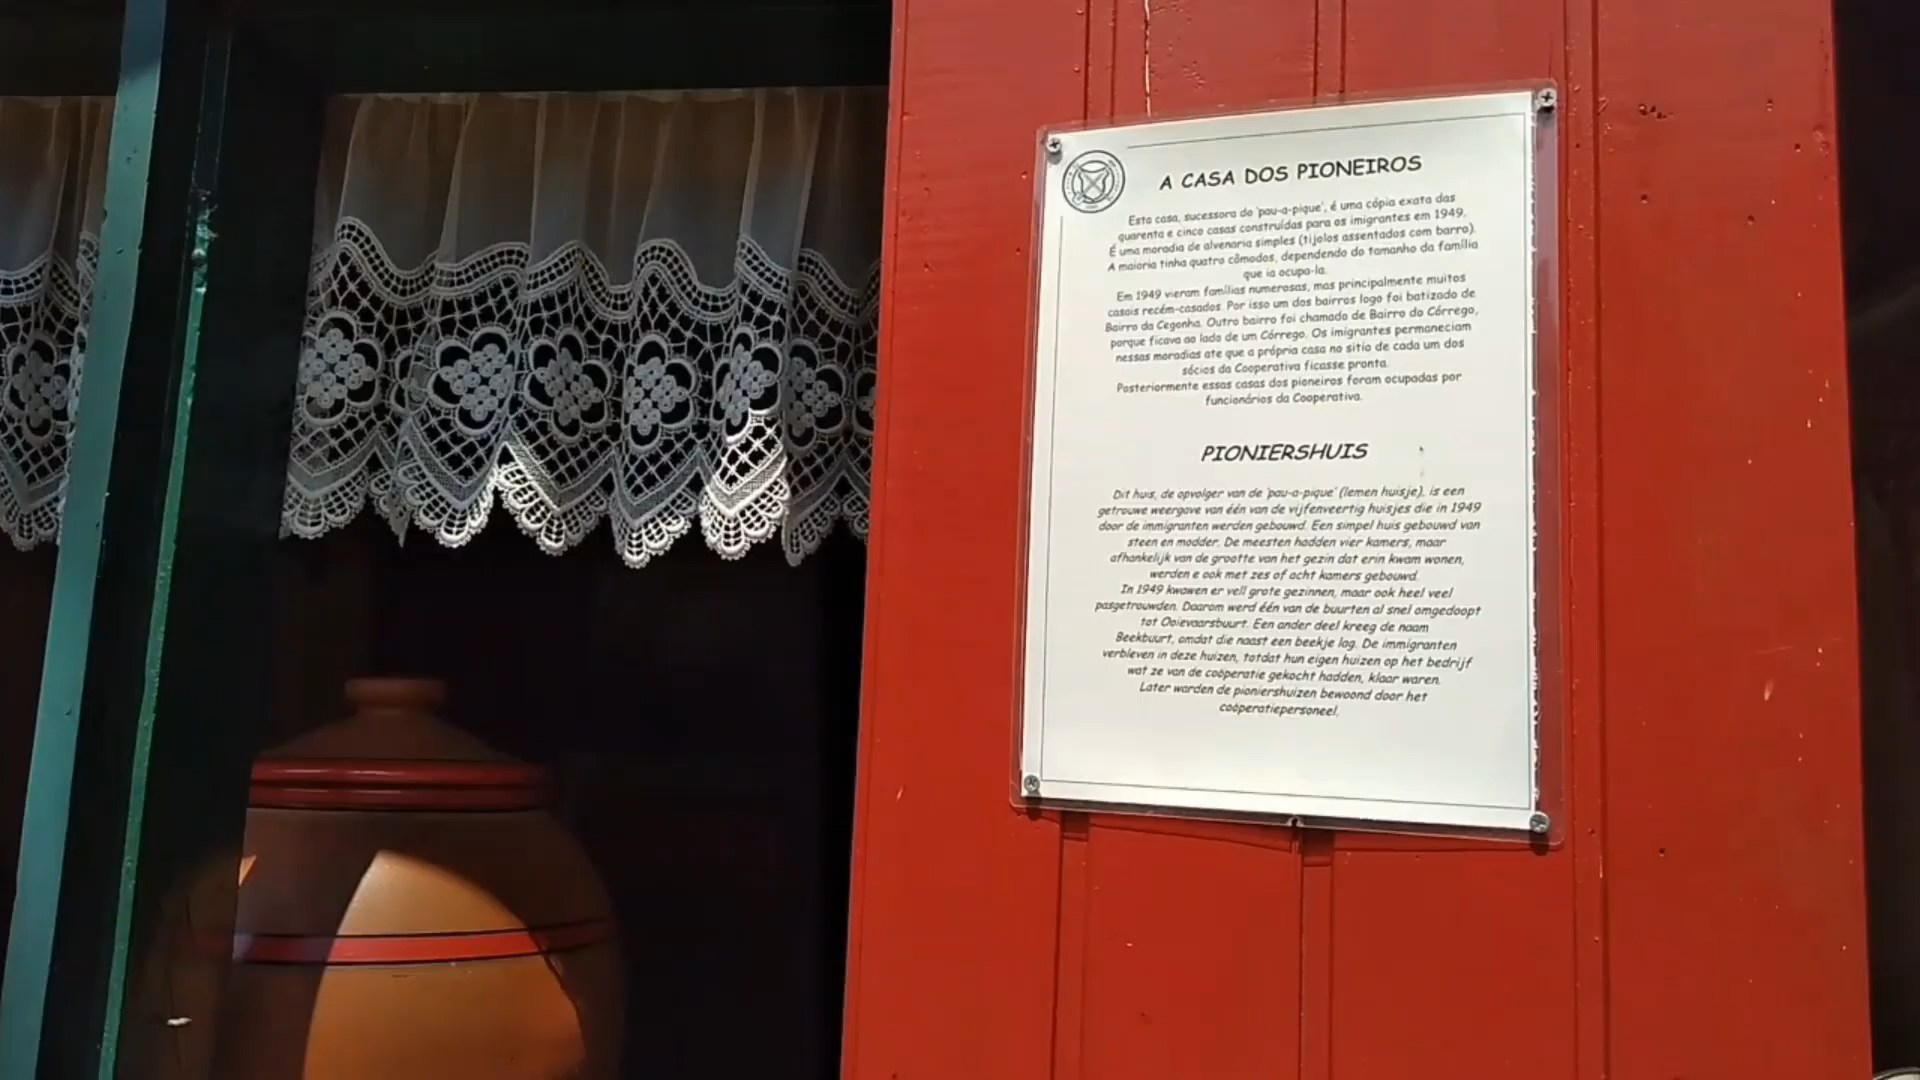 A CASA DOS PIONEIROS
Esta casa, sucessora do 'pau-a-pique', é uma cópia exata das
quarenta e cinco casas construídas para os imigrantes em 1949.
É uma moradia de alvenaria simples (tijolos assentados com barro).
A maioria tinha quatro cômodos, dependendo do tamanho da família
que ia ocupa-la.
Em 1949 vieram famílias numerosas, mas principalmente muitos
casais recém-casados. Por isso um dos bairros logo foi batizado de
Bairro da Cegonha. Outro bairro foi chamado de Bairro do Córrego,
porque ficava ao lado de um Córrego. Os imigrantes permaneciam
nessas moradias ate que a própria casa no sitio de cada um dos
sócios da Cooperativa ficasse pronta.
Posteriormente essas casas dos pioneiros foram ocupadas por
funcionários da Cooperativa.
PIONIERSHUIS
Dit huis, de opvolger van de 'pau-a-pique' (lemen huisje), is een
getrouwe weergave van één van de vijfenveertig huisjes die in 1949
door de immigranten werden gebouwd. Een simpel huis gebouwd van
steen en modder. De meesten hadden vier kamers, maar
afhankelijk van de grootte van het gezin dat erin kwam wonen,
werden e ook met zes of acht kamers gebouwd.
In 1949 kwawen er vell grote gezinnen, maar ook heel veel
pasgetrouwden. Daarom werd één van de buurten al snel omgedoopt
tot Ooievaarsbuurt. Een ander deel kreeg de naam
Beekbuurt, omdat die naast een beekje lag. De immigranten
verbleven in deze huizen, totdat hun eigen huizen op het bedrijf
wat ze van de coöperatie gekocht hadden, klaar waren.
Later warden de pioniershuizen bewoond door het
coöperatiepersoneel.